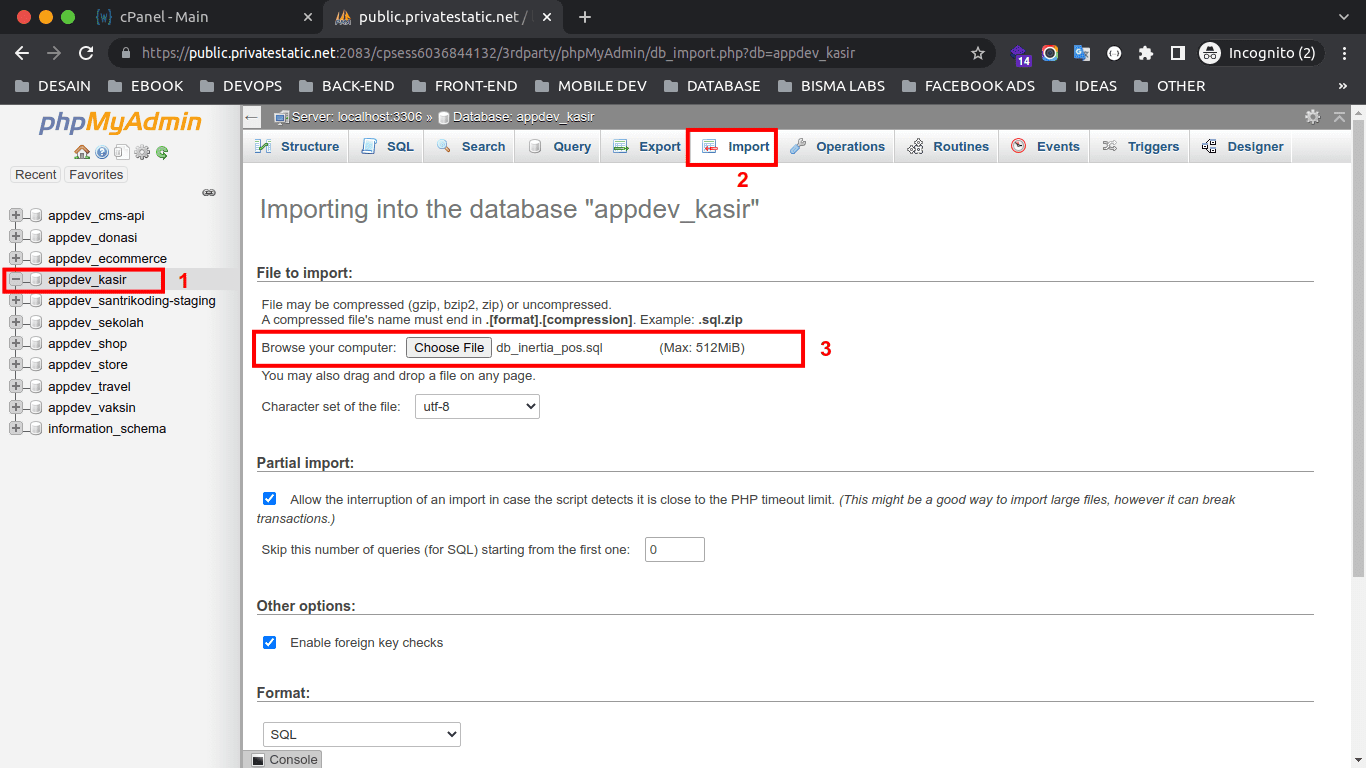 cPanel - Main
public.privatestatic.net /
https://public.privatestatic.net:2083/cpsess6036844132/3rdparty/phpMyAdmin/db_import.php?db=appdev_kasir
14
Incognito (2)
DESAIN EBOOK DEVOPS BACK-END FRONT-END MOBILE DEV DATABASE BISMA LABS FACEBOOK ADS IDEAS OTHER »
phpMyAdmin
Recent Favorites
appdev_cms-api
appdev_donasi
appdev_ecommerce
appdev_kasir 1
appdev_santrikoding-staging
appdev_sekolah
appdev_shop
appdev_store
appdev_travel
appdev_vaksin
information_schema
Server: localhost:3306 » Database: appdev_kasir
Structure SQL Search Query Export Import Operations Routines Events Triggers Designer
2
Importing into the database "appdev_kasir"
File to import:
File may be compressed (gzip, bzip2, zip) or uncompressed.
A compressed file's name must end in .[format].[compression]. Example: .sql.zip
Browse your computer: Choose File db_inertia_pos.sql (Max: 512MiB) 3
You may also drag and drop a file on any page.
Character set of the file: utf-8
Partial import:
Allow the interruption of an import in case the script detects it is close to the PHP timeout limit. (This might be a good way to import large files, however it can break
transactions.)
Skip this number of queries (for SQL) starting from the first one: 0
Other options:
Enable foreign key checks
Format:
SQL
Console